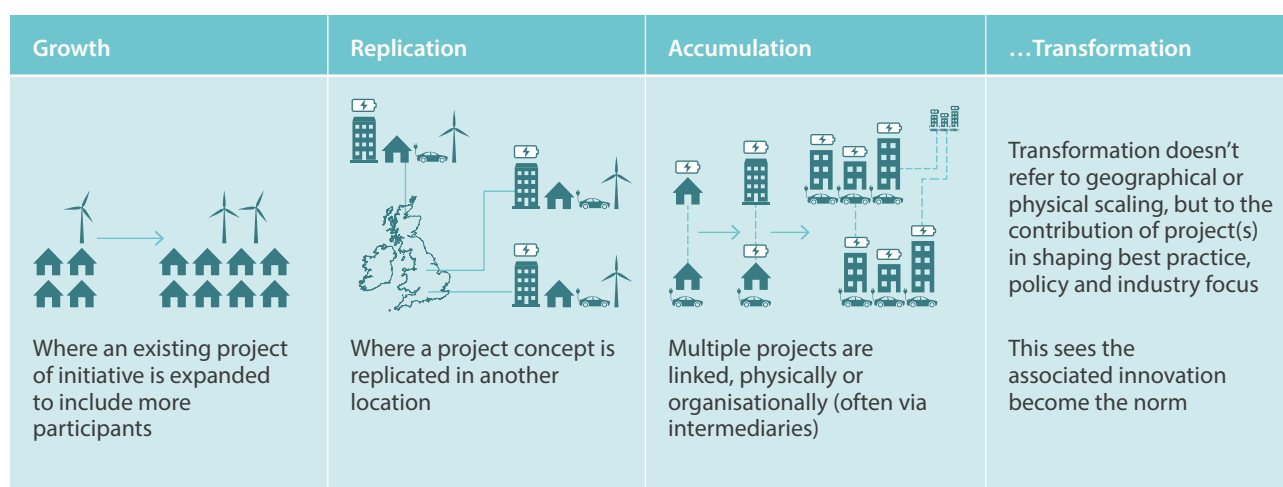 Growth
Replication
Accumulation
…Transformation
Where an existing project
of initiative is expanded
to include more
participants
Where a project concept is
replicated in another
location
Multiple projects are
linked, physically or
organisationally (often via
intermediaries)
Transformation doesn’t
refer to geographical or
physical scaling, but to the
contribution of project(s)
in shaping best practice,
policy and industry focus
This sees the
associated innovation
become the norm